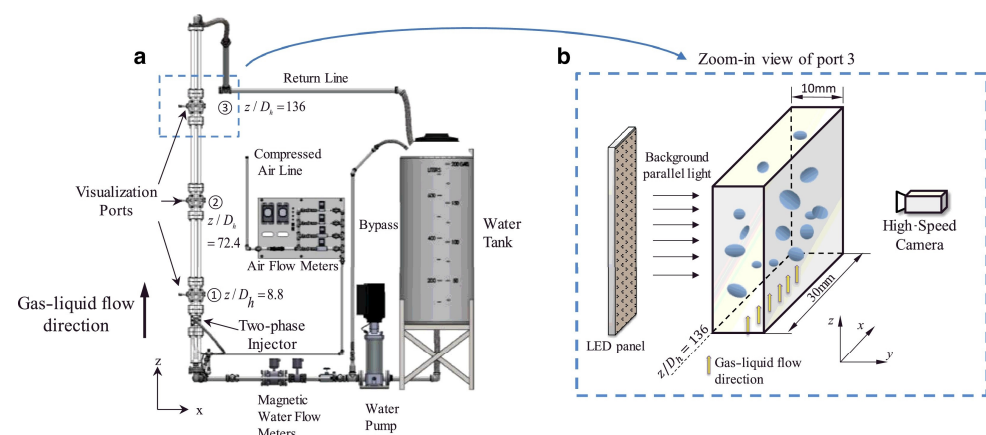 a
Return Line
③ z / D_h = 136
Compressed
Air Line
Visualization
Ports
②
z / D_h
= 72.4
Bypass
Water
Tank
Air Flow Meters
① z / D_h = 8.8
Gas-liquid flow
direction
Two-phase
Injector
z
x
Magnetic
Water Flow
Meters
Water
Pump
b
Zoom-in view of port 3
10mm
Background
parallel light
High-Speed
Camera
30mm
LED panel
z/D_h = 136
Gas-liquid flow
direction
z
x
y